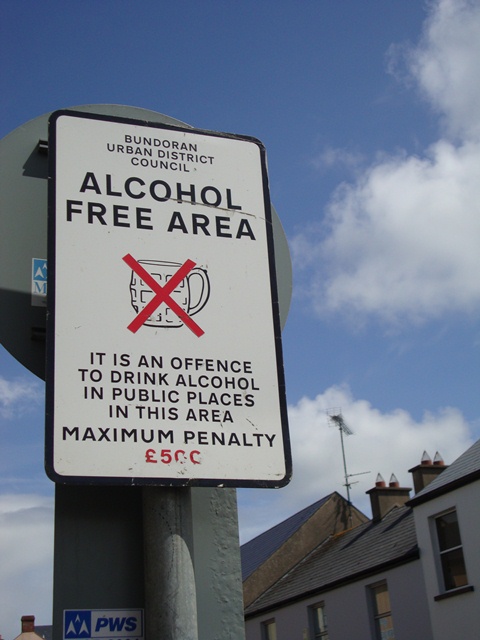 BUNDORAN
URBAN DISTRICT
COUNCIL
ALCOHOL
FREE AREA
IT IS AN OFFENCE
TO DRINK ALCOHOL
IN PUBLIC PLACES
IN THIS AREA
MAXIMUM PENALTY
£500
PWS